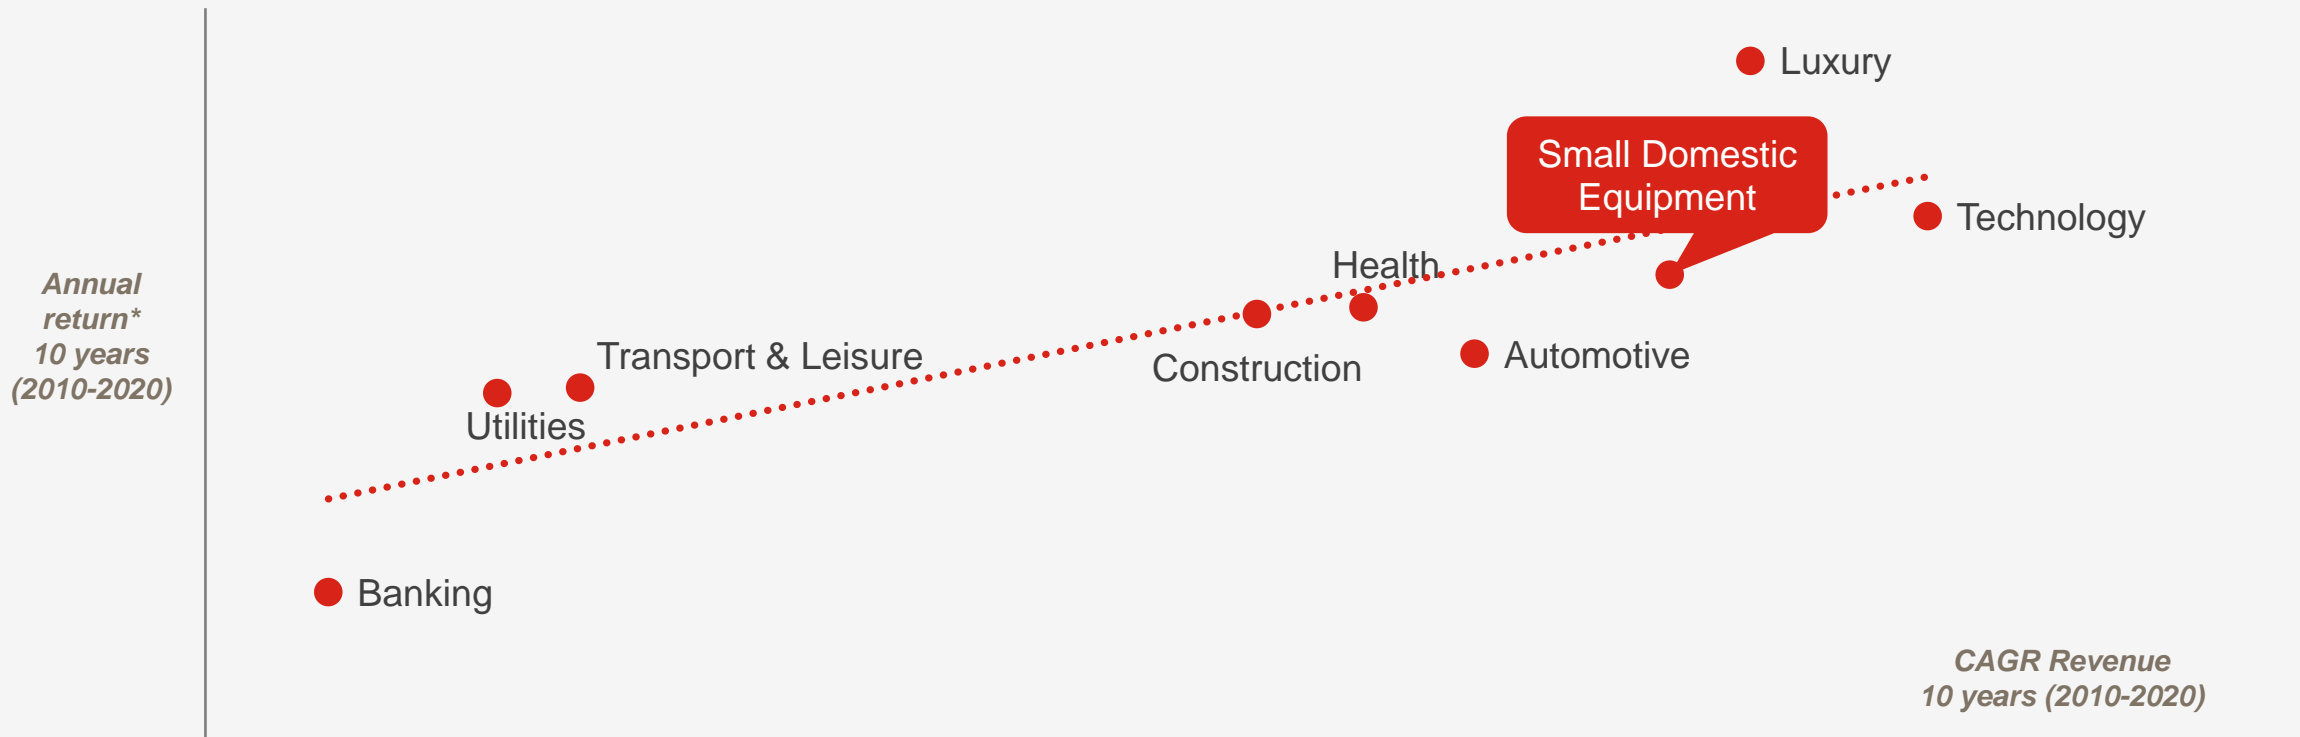 Luxury
Small Domestic
Equipment
Technology
Health
Annual
return*
10 years
(2010-2020)
Transport & Leisure
Construction
Automotive
Utilities
Banking
CAGR Revenue
10 years (2010-2020)